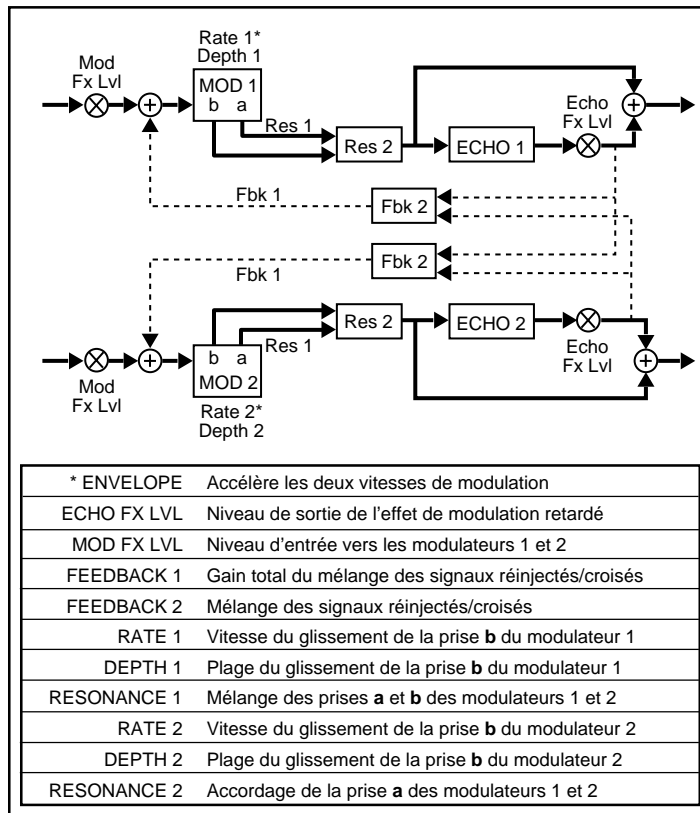 Rate 1*
Depth 1
Mod
Fx Lvl
MOD 1
b a
Res 1
Res 2
ECHO 1
Echo
Fx Lvl
Fbk 1
Fbk 2
Fbk 2
Fbk 1
Res 2
ECHO 2
Res 1
b a
MOD 2
Mod
Fx Lvl
Echo
Fx Lvl
Rate 2*
Depth 2
* ENVELOPE Accélère les deux vitesses de modulation
ECHO FX LVL Niveau de sortie de l'effet de modulation retardé
MOD FX LVL Niveau d'entrée vers les modulateurs 1 et 2
FEEDBACK 1 Gain total du mélange des signaux réinjectés/croisés
FEEDBACK 2 Mélange des signaux réinjectés/croisés
RATE 1 Vitesse du glissement de la prise b du modulateur 1
DEPTH 1 Plage du glissement de la prise b du modulateur 1
RESONANCE 1 Mélange des prises a et b des modulateurs 1 et 2
RATE 2 Vitesse du glissement de la prise b du modulateur 2
DEPTH 2 Plage du glissement de la prise b du modulateur 2
RESONANCE 2 Accordage de la prise a des modulateurs 1 et 2